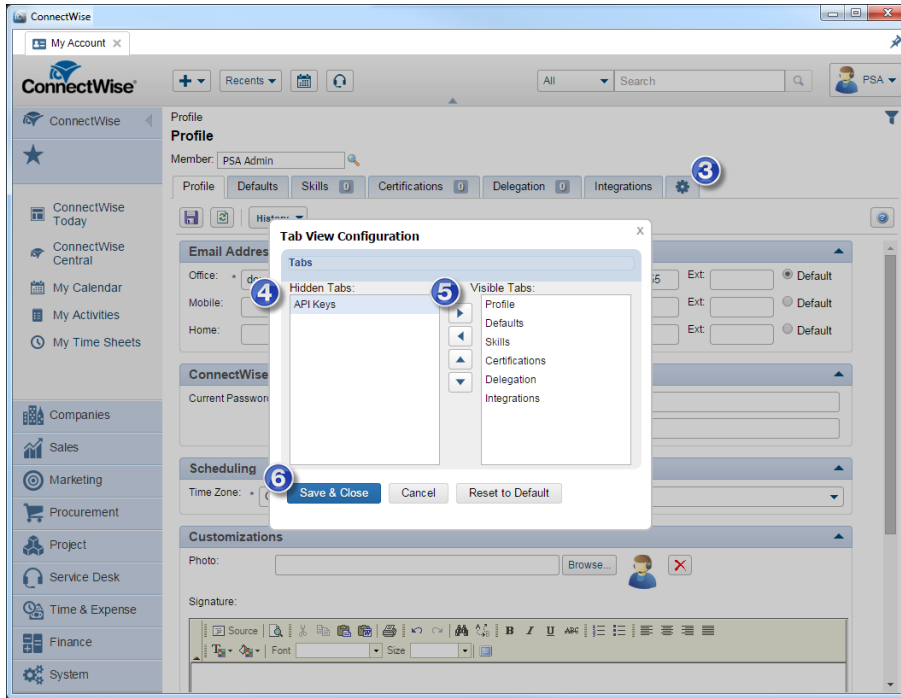 ConnectWise
My Account
ConnectWise
Recents
All
Search
PSA
ConnectWise
Profile
Profile
Member: PSA Admin
3
Profile Defaults Skills 0 Certifications 0 Delegation 0 Integrations
ConnectWise
Today
History
ConnectWise
Central
Tab View Configuration
X
Email Addres
Tabs
Office:
Ext:
Default
4
Hidden Tabs:
5
Visible Tabs:
My Calendar
Mobile:
API Keys
Profile
Ext:
Default
My Activities
Defaults
Home:
Skills
Ext:
Default
My Time Sheets
Certifications
ConnectWise
Delegation
Current Passwor
Integrations
Companies
Sales
Scheduling
6
Marketing
Time Zone:
Save & Close
Cancel
Reset to Default
Procurement
Customizations
Project
Photo:
Browse...
Service Desk
Signature:
Time & Expense
Source
B I U ABC
Finance
Font
Size
System